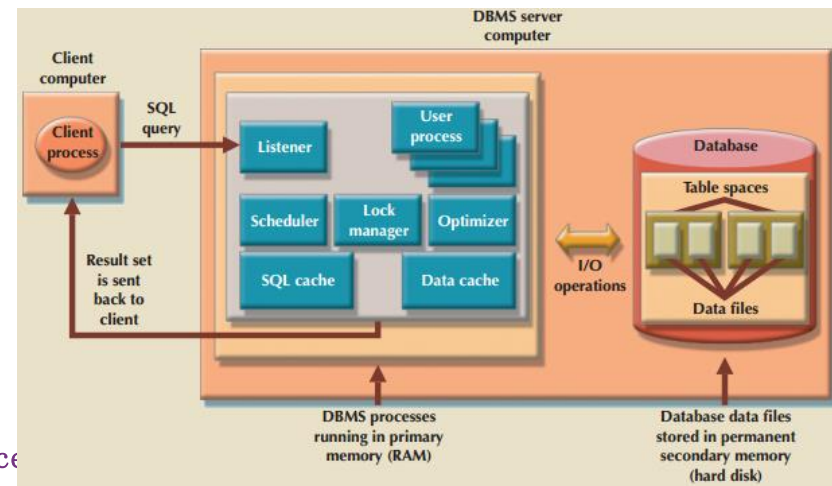 DBMS server
computer
Client
computer
SQL
query
Client
process
Listener
User
process
Scheduler
Lock
manager
Optimizer
SQL cache
Data cache
Result set
is sent
back to
client
I/O
operations
Database
Table spaces
Data files
DBMS processes
running in primary
memory (RAM)
Database data files
stored in permanent
secondary memory
(hard disk)